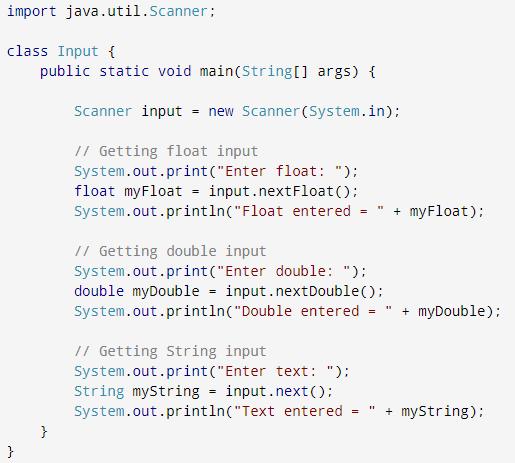 import java.util.Scanner;

class Input {
    public static void main(String[] args) {

        Scanner input = new Scanner(System.in);

        // Getting float input
        System.out.print("Enter float: ");
        float myFloat = input.nextFloat();
        System.out.println("Float entered = " + myFloat);

        // Getting double input
        System.out.print("Enter double: ");
        double myDouble = input.nextDouble();
        System.out.println("Double entered = " + myDouble);

        // Getting String input
        System.out.print("Enter text: ");
        String myString = input.next();
        System.out.println("Text entered = " + myString);
    }
}